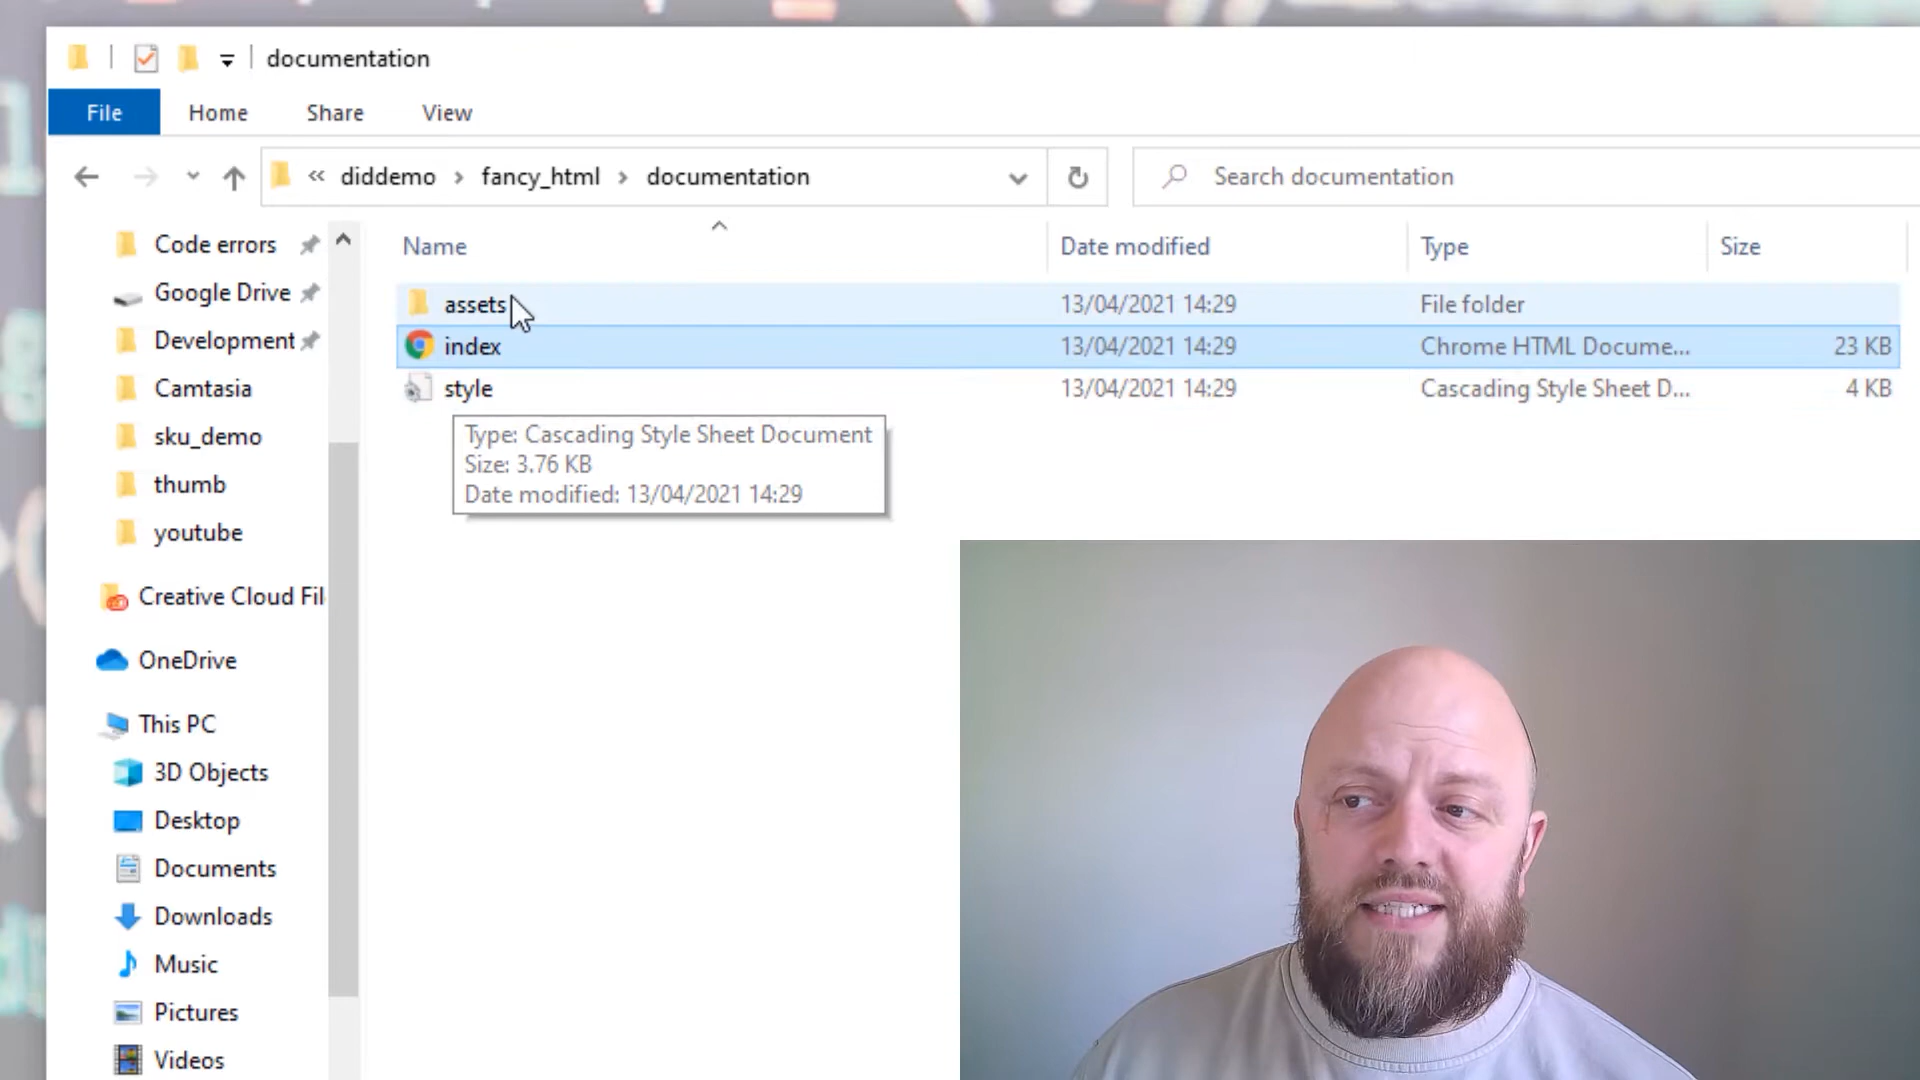 documentation
File Home Share View
« diddemo > fancy_html > documentation
Search documentation
Name Date modified Type Size
assets 13/04/2021 14:29 File folder
index 13/04/2021 14:29 Chrome HTML Docume... 23 KB
style 13/04/2021 14:29 Cascading Style Sheet D... 4 KB
Type: Cascading Style Sheet Document
Size: 3.76 KB
Date modified: 13/04/2021 14:29
Code errors
Google Drive
Development
Camtasia
sku_demo
thumb
youtube
Creative Cloud Fil
OneDrive
This PC
3D Objects
Desktop
Documents
Downloads
Music
Pictures
Videos